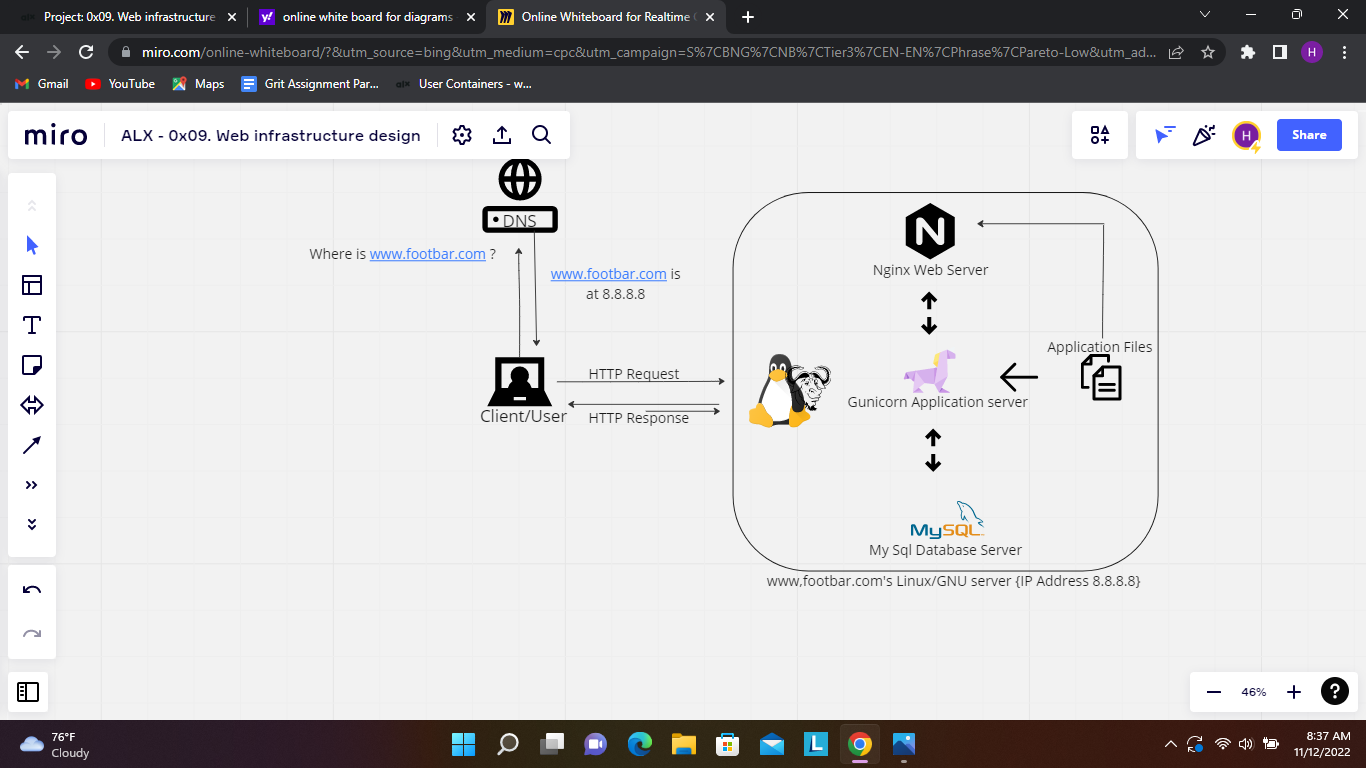 Project: 0x09. Web infrastructure
online white board for diagrams
Online Whiteboard for Realtime
miro.com/online-whiteboard/?&utm_source=bing&utm_medium=cpc&utm_campaign=S%7CBNG%7CNB%7CTier3%7CEN-EN%7CPhrase%7CPareto-Low&utm_ad...
H
Gmail
YouTube
Maps
Grit Assignment Par...
alx
User Containers - w...
miro
ALX - 0x09. Web infrastructure design
H
Share
DNS
Where is www.footbar.com ?
www.footbar.com is
at 8.8.8.8
N
Nginx Web Server
Application Files
HTTP Request
Gunicorn Application server
Client/User
HTTP Response
MySQL
My Sql Database Server
www,footbar.com's Linux/GNU server {IP Address 8.8.8.8}
46%
?
76°F
Cloudy
L
8:37 AM
11/12/2022